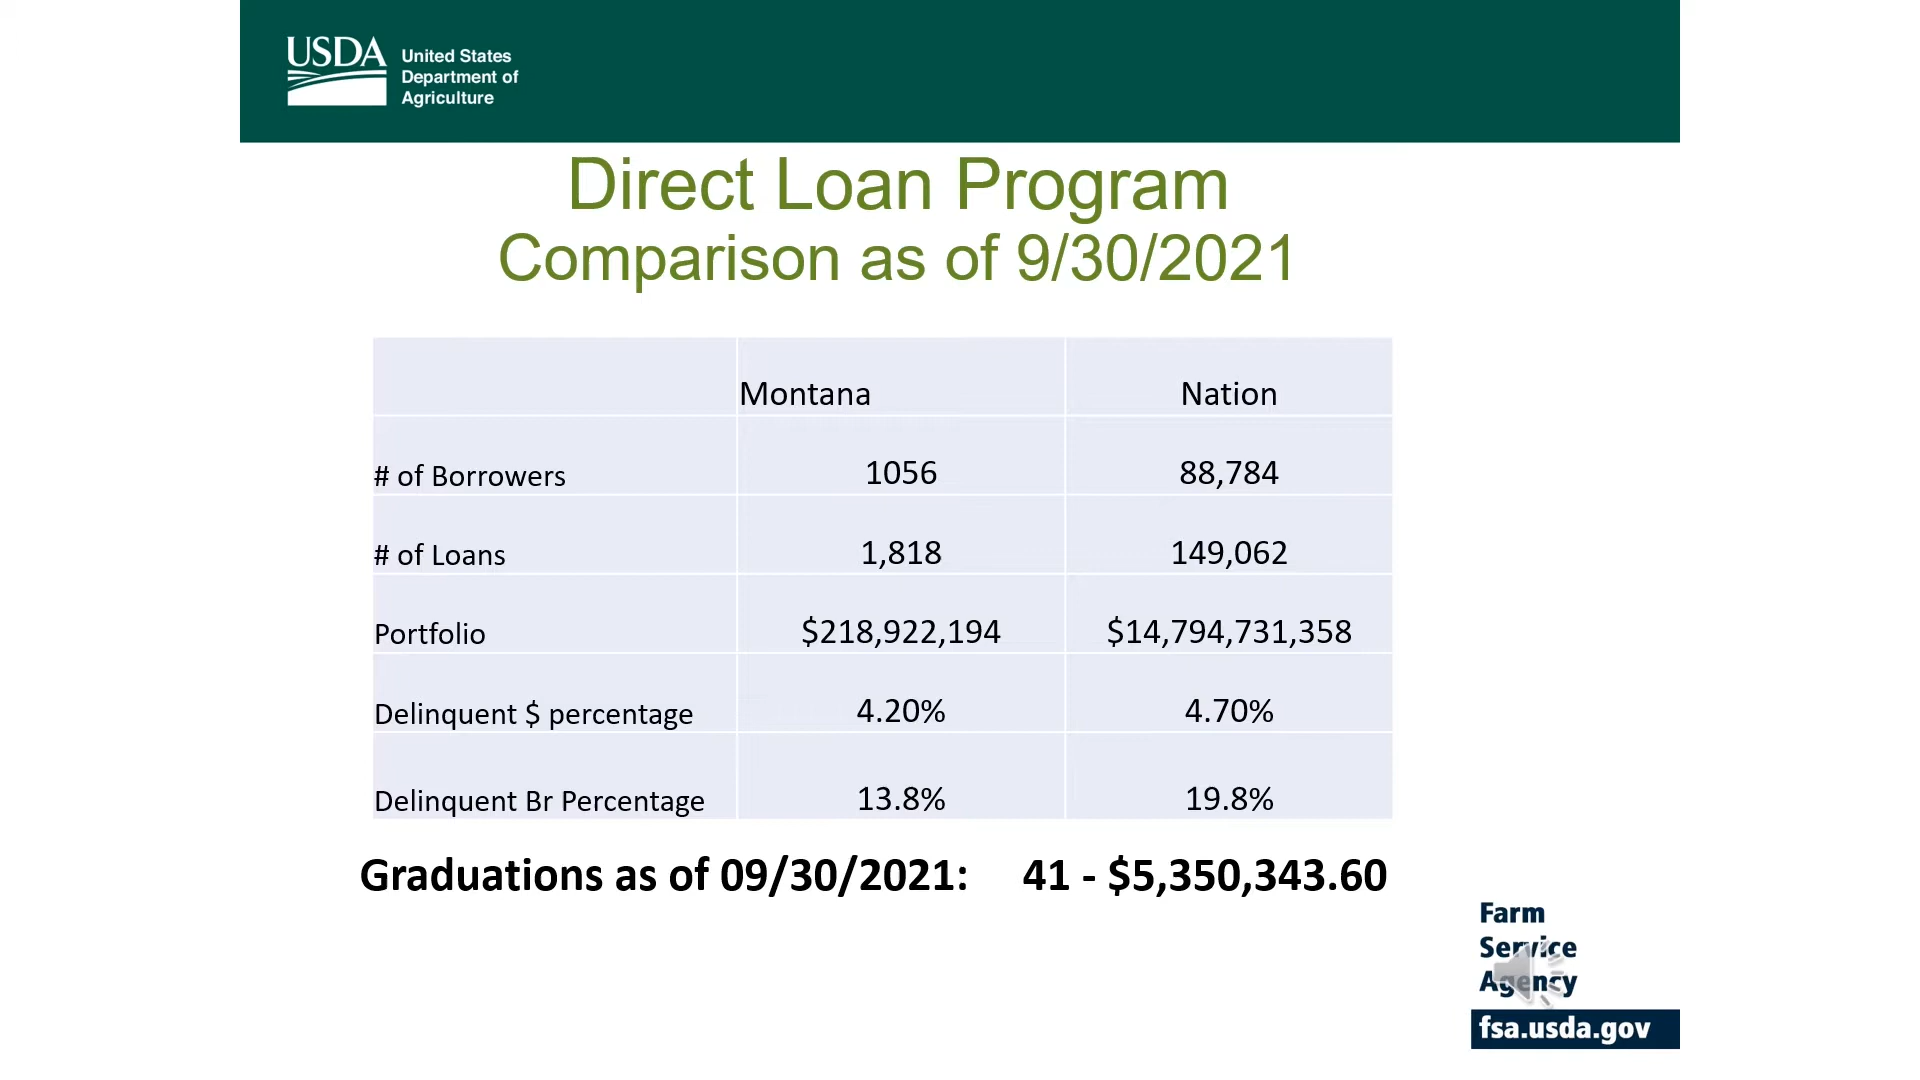 USDA
United States
Department of
Agriculture
Direct Loan Program
Comparison as of 9/30/2021
Montana Nation
# of Borrowers 1056 88,784
# of Loans 1,818 149,062
Portfolio $218,922,194 $14,794,731,358
Delinquent $ percentage 4.20% 4.70%
Delinquent Br Percentage 13.8% 19.8%
Graduations as of 09/30/2021: 41 - $5,350,343.60
Farm
Service
Agency
fsa.usda.gov